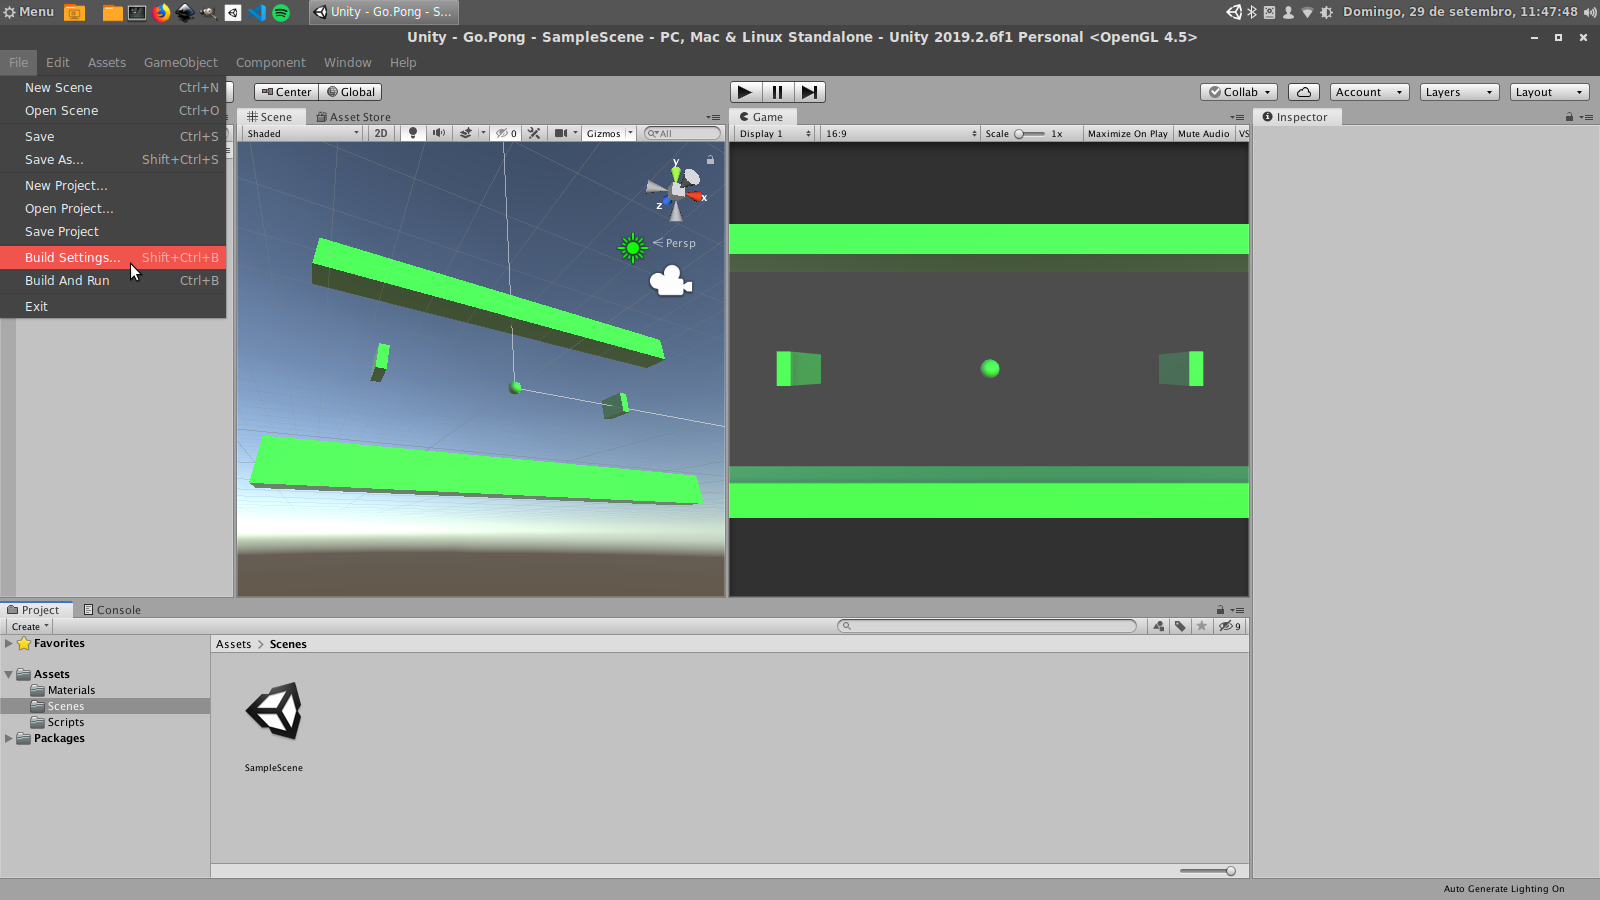 Menu
Unity - Go.Pong - S...
Domingo, 29 de setembro, 11:47:48
Unity - Go.Pong - SampleScene - PC, Mac & Linux Standalone - Unity 2019.2.6f1 Personal <OpenGL 4.5>
File Edit Assets GameObject Component Window Help
New Scene Ctrl+N
Open Scene Ctrl+O
Save Ctrl+S
Save As... Shift+Ctrl+S
New Project...
Open Project...
Save Project
Build Settings... Shift+Ctrl+B
Build And Run Ctrl+B
Exit
Center Global
Collab Account Layers Layout
Scene Asset Store
Shaded 2D 0 Gizmos All
y
x
z
Persp
Game
Display 1 16:9 Scale 1x Maximize On Play Mute Audio VS
Inspector
Project Console
Create
9
Favorites
Assets
Materials
Scenes
Scripts
Packages
Assets > Scenes
SampleScene
Auto Generate Lighting On